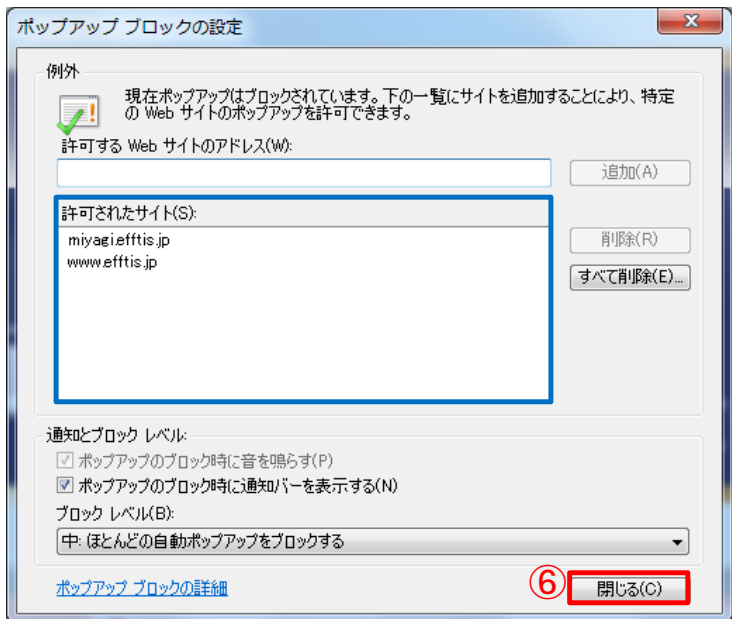 ポップアップ ブロックの設定
例外
現在ポップアップはブロックされています。下の一覧にサイトを追加することにより、特定
の Web サイトのポップアップを許可できます。
許可する Web サイトのアドレス(W):
追加(A)
許可されたサイト(S):
miyagi.efftis.jp
削除(R)
www.efftis.jp
すべて削除(E)...
通知とブロック レベル:
ポップアップのブロック時に音を鳴らす(P)
ポップアップのブロック時に通知バーを表示する(N)
ブロック レベル(B):
中: ほとんどの自動ポップアップをブロックする
ポップアップ ブロックの詳細
⑥ 閉じる(C)